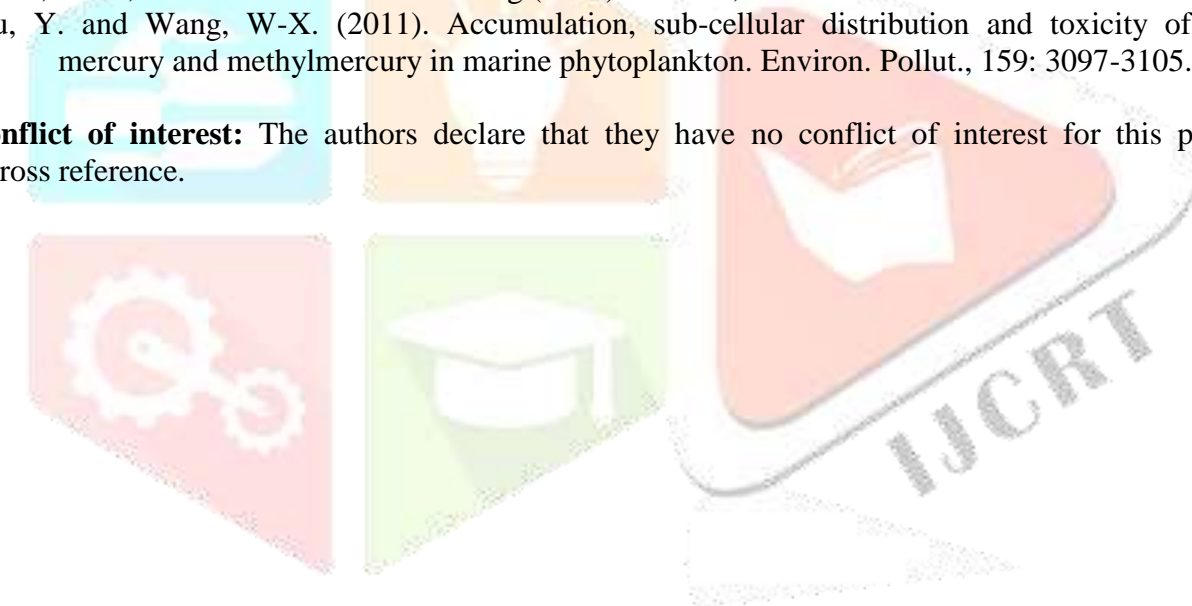 u, Y. and Wang, W-X. (2011). Accumulation, sub-cellular distribution and toxicity of
mercury and methylmercury in marine phytoplankton. Environ. Pollut., 159: 3097-3105.
onflict of interest: The authors declare that they have no conflict of interest for this p
ross reference.
IJCRT